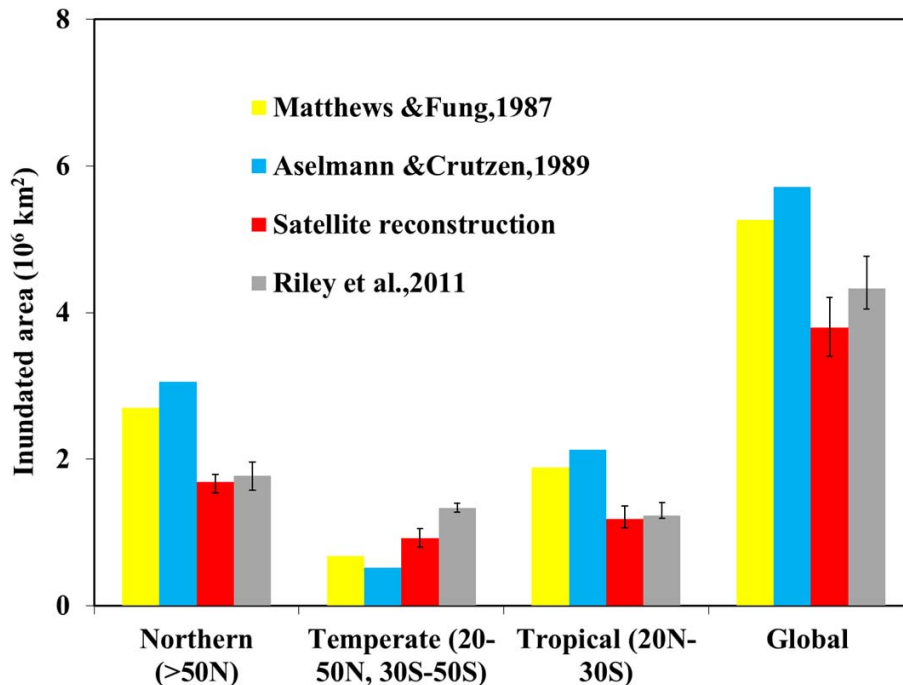 8
6
4
2
0
Inundated area (10⁶ km²)
Matthews &Fung,1987
Aselmann &Crutzen,1989
Satellite reconstruction
Riley et al.,2011
Northern
(>50N)
Temperate (20-
50N, 30S-50S)
Tropical (20N-
30S)
Global